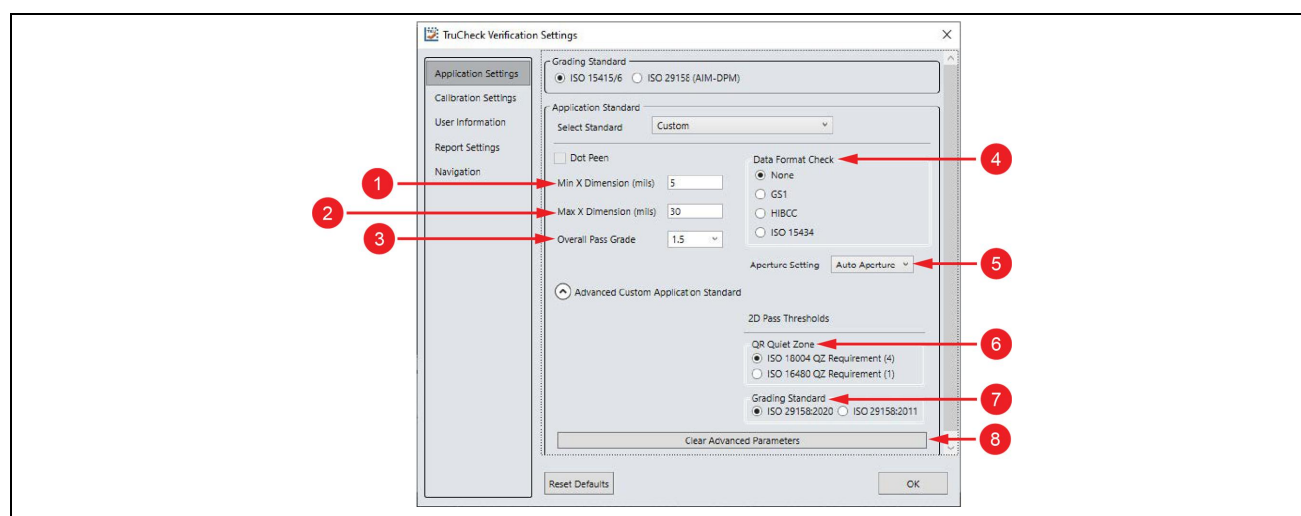 TruCheck Verification Settings
Application Settings
Calibration Settings
User Information
Report Settings
Navigation
Grading Standard
ISO 15415/6 ISO 29158 (AIM-DPM)
Application Standard
Select Standard Custom
Dot Peen
Min X Dimension (mils) 5
Max X Dimension (mils) 30
Overall Pass Grade 1.5
Data Format Check
None
GS1
HIBCC
ISO 15434
Aperture Setting Auto Aperture
Advanced Custom Application Standard
2D Pass Thresholds
QR Quiet Zone
ISO 18004 QZ Requirement (4)
ISO 16480 QZ Requirement (1)
Grading Standard
ISO 29158:2020 ISO 29158:2011
Clear Advanced Parameters
Reset Defaults OK
1
2
3
4
5
6
7
8